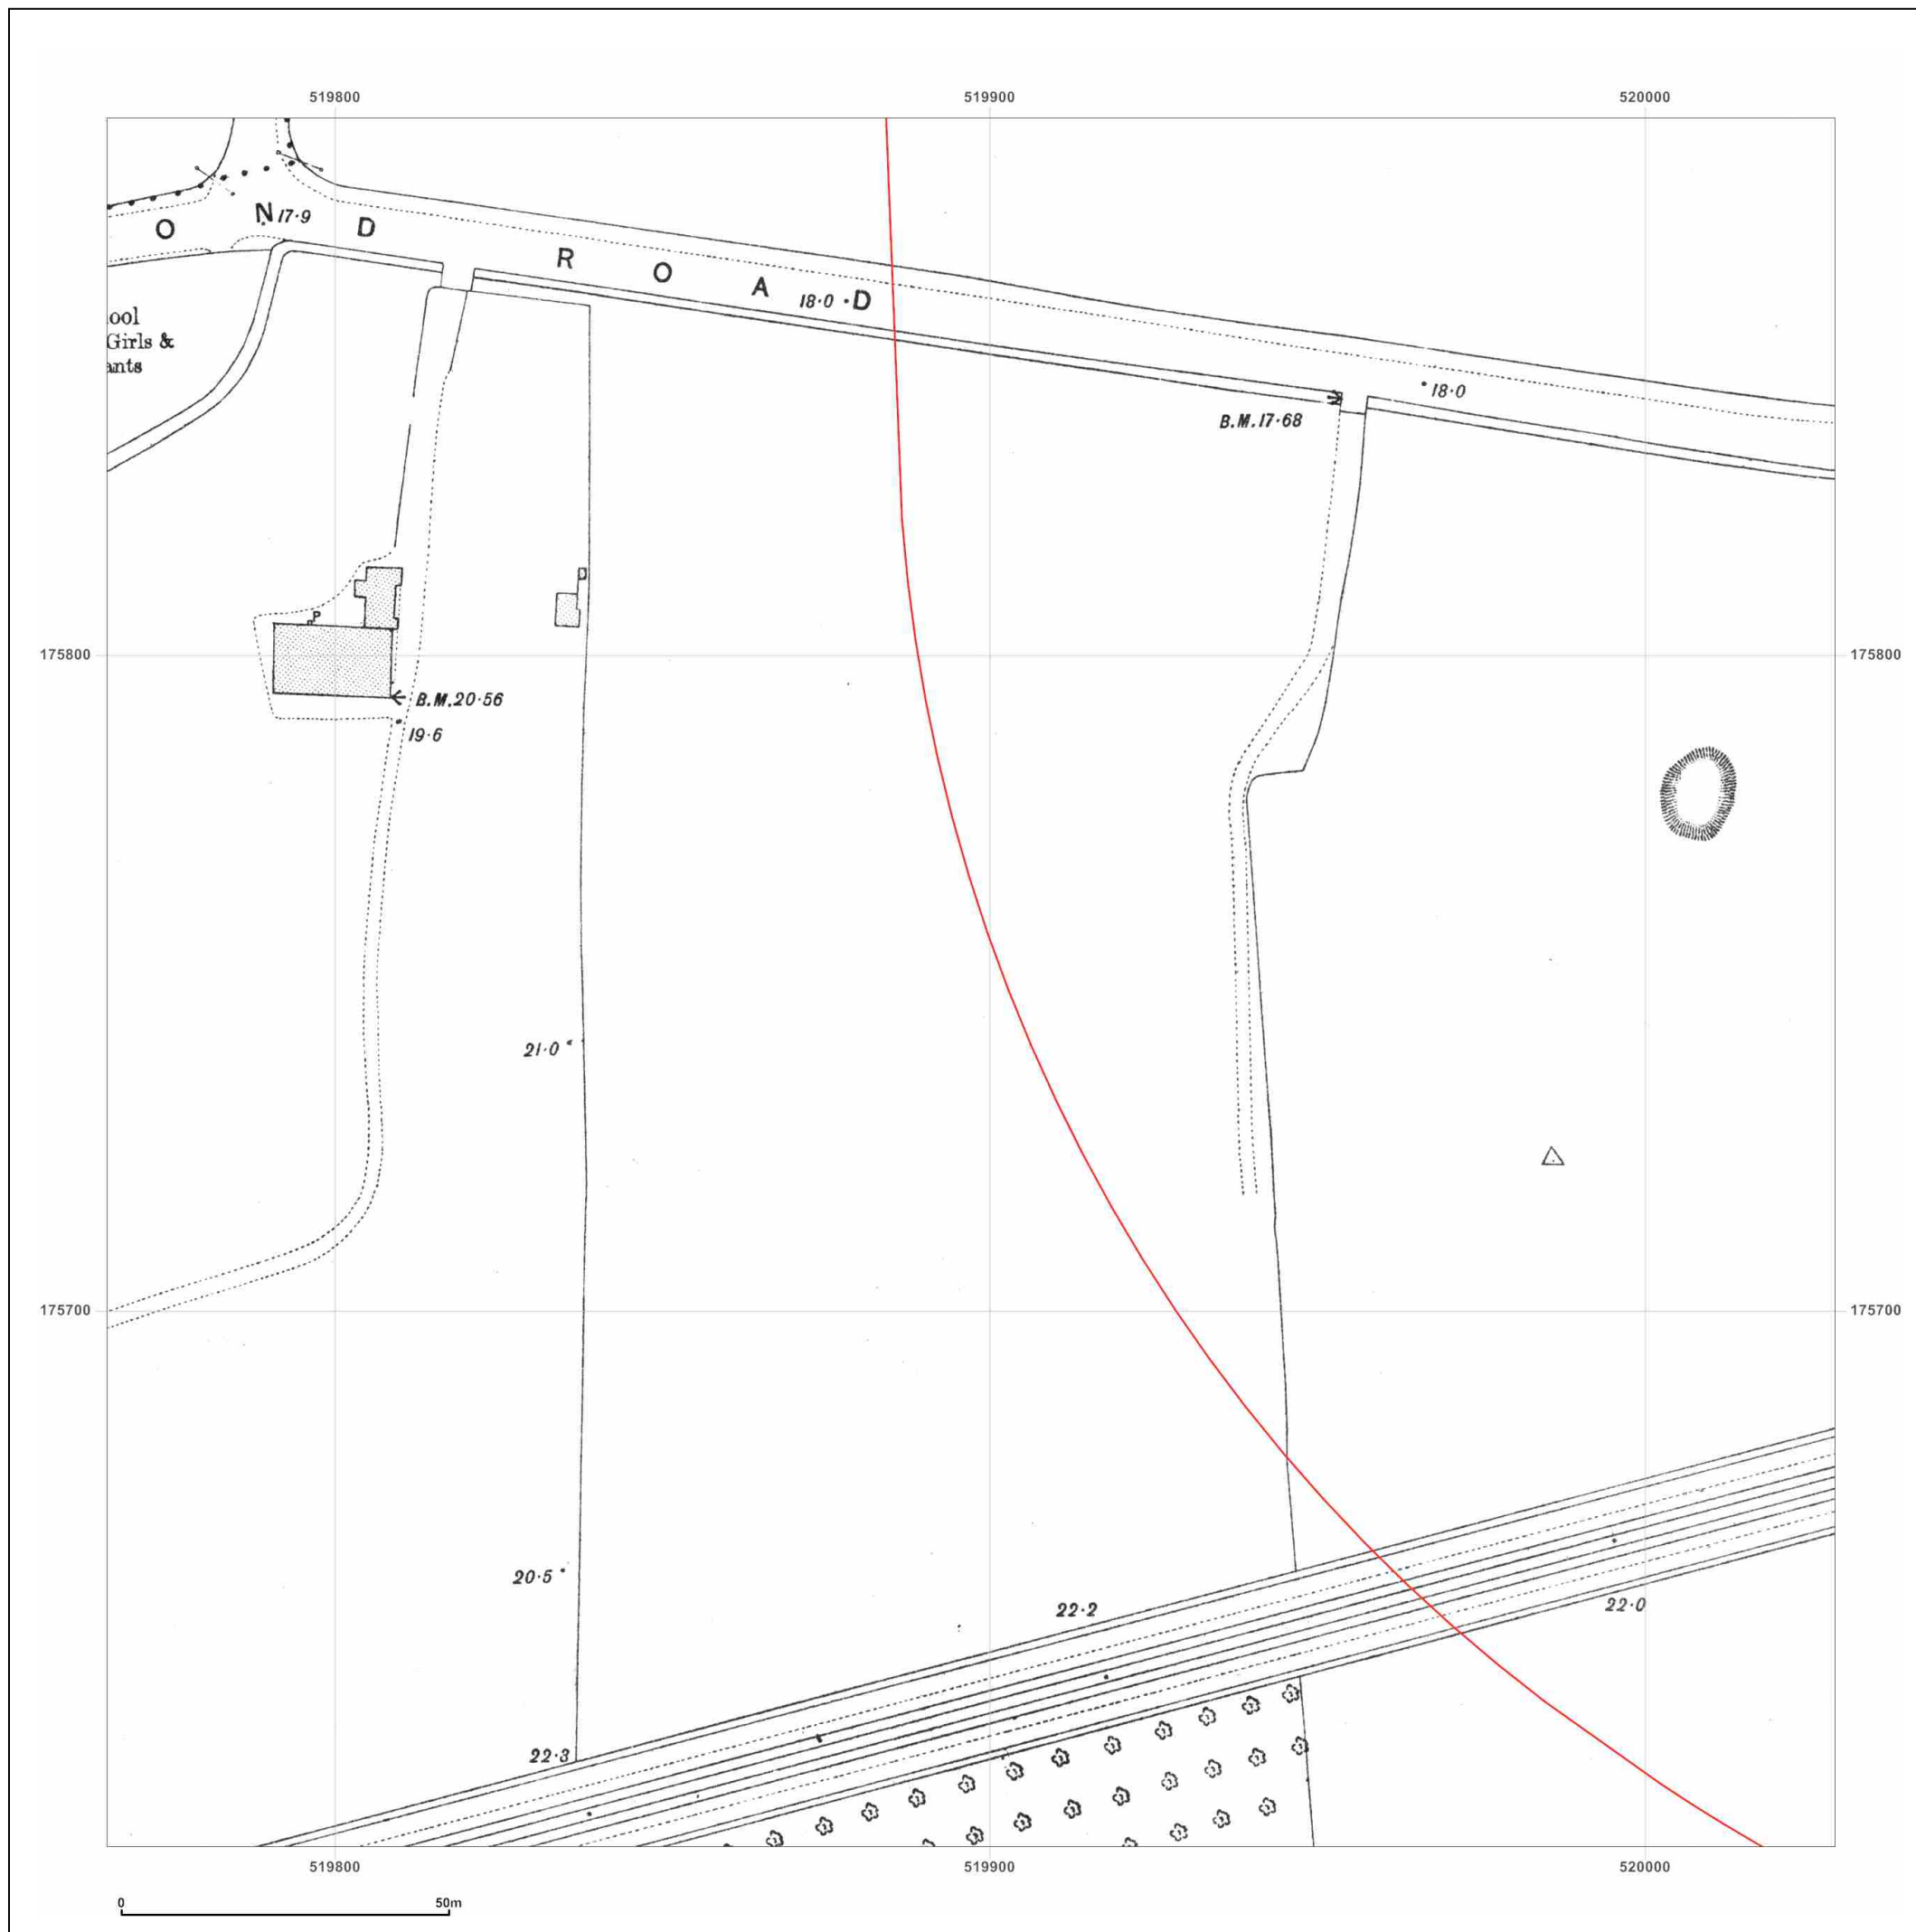 519800 519900 520000
O N D R O A D
17·9
18·0
ool
Girls &
ants
18·0
B.M.17·68
P
175800 175800
B.M.20·56
19·6
21·0
175700 175700
20·5
22·2
22·0
22·3
519800 519900 520000
0 50m